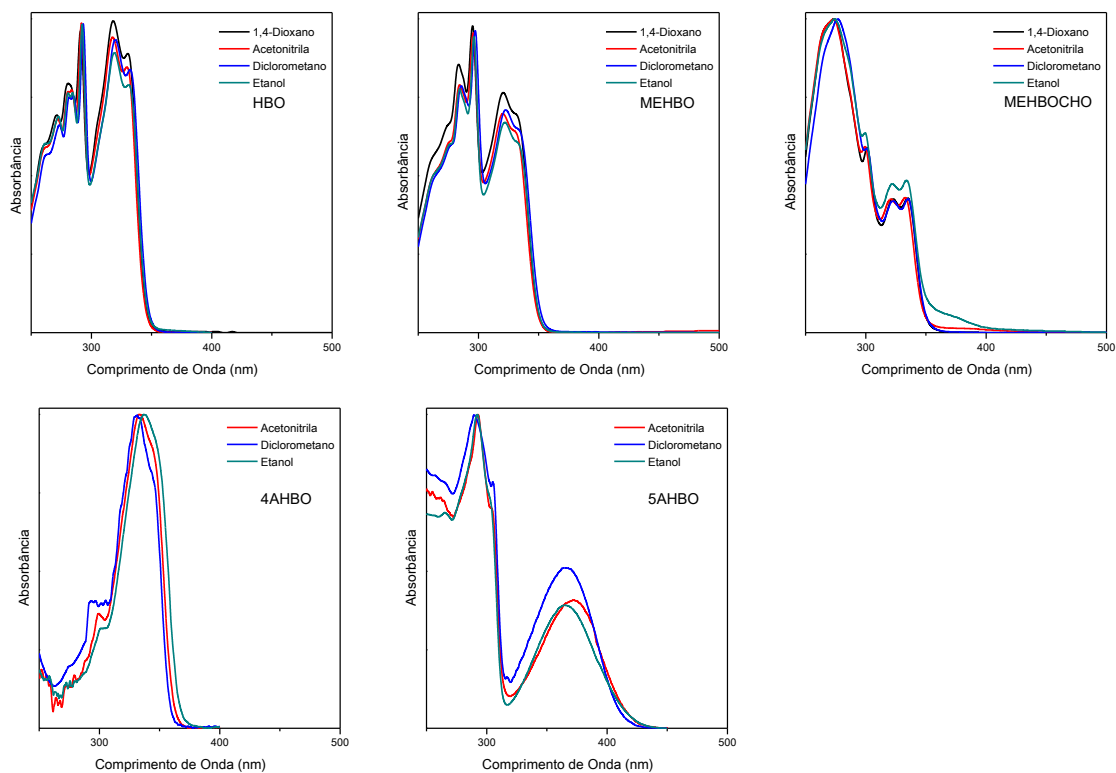 Absorbância
1,4-Dioxano
Acetonitrila
Diclorometano
Etanol
HBO
300
400
500
Comprimento de Onda (nm)
Absorbância
1,4-Dioxano
Acetonitrila
Diclorometano
Etanol
MEHBO
300
400
500
Comprimento de Onda (nm)
Absorbância
1,4-Dioxano
Acetonitrila
Diclorometano
Etanol
MEHBOCHO
300
400
500
Comprimento de Onda (nm)
Absorbância
Acetonitrila
Diclorometano
Etanol
4AHBO
300
400
500
Comprimento de Onda (nm)
Absorbância
Acetonitrila
Diclorometano
Etanol
5AHBO
300
400
500
Comprimento de Onda (nm)